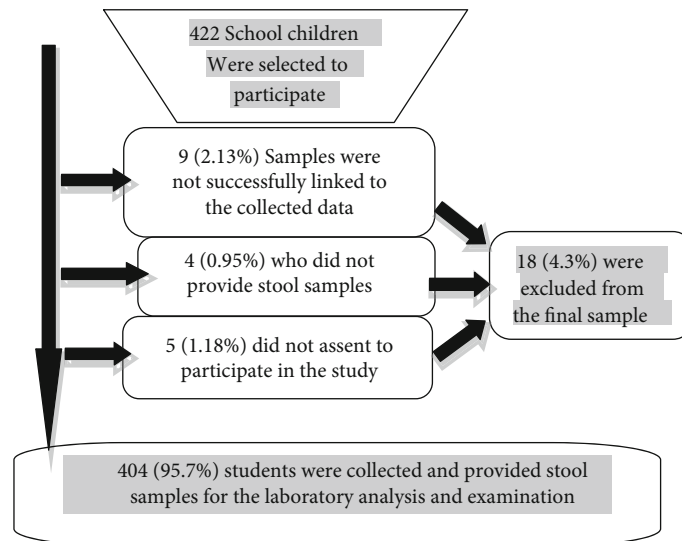 422 School children
Were selected to
participate
9 (2.13%) Samples were
not successfully linked to
the collected data
4 (0.95%) who did not
provide stool samples
5 (1.18%) did not assent to
participate in the study
18 (4.3%) were
excluded from
the final sample
404 (95.7%) students were collected and provided stool
samples for the laboratory analysis and examination